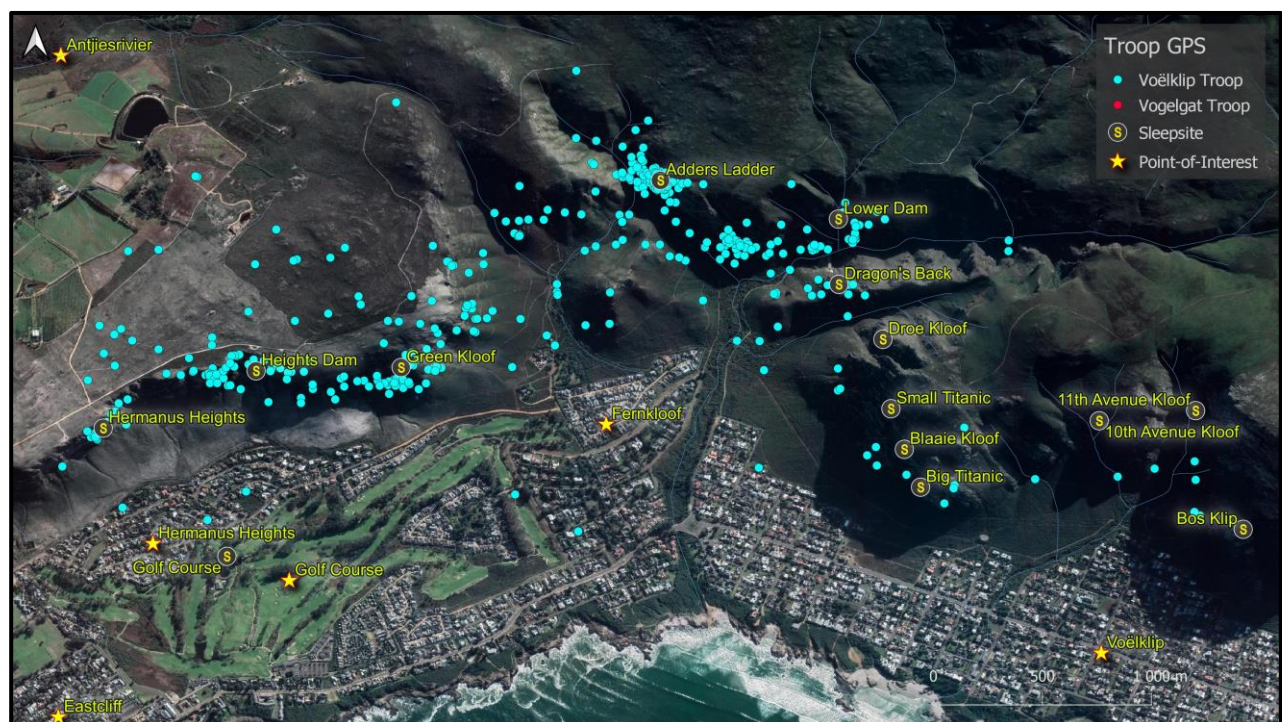 Antjiesrivier
Troop GPS
Voëlklip Troop
Vogelgat Troop
S Sleepsite
Point-of-Interest
S Adders Ladder
Lower Dam
S
Dragon's Back
S
Droe Kloof
S
Heights Dam
S
Green Kloof
S
Small Titanic
S
11th Avenue Kloof S
S 10th Avenue Kloof
Hermanus Heights
S
Fernkloof
Blaaie Kloof
S
Big Titanic
S
Bos Klip S
Hermanus Heights
Golf Course S
Golf Course
Voëlklip
0 500 1 000 m
Eastcliff